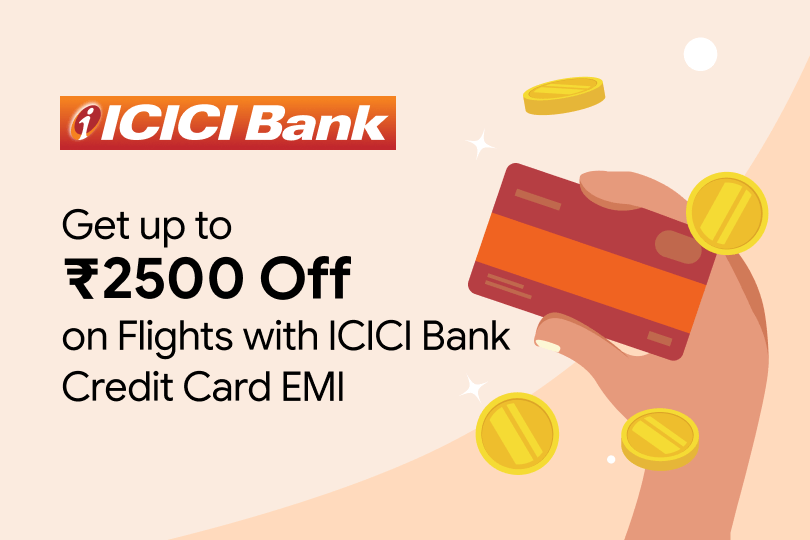 i ICICI Bank
Get up to
₹2500 Off
on Flights with ICICI Bank
Credit Card EMI